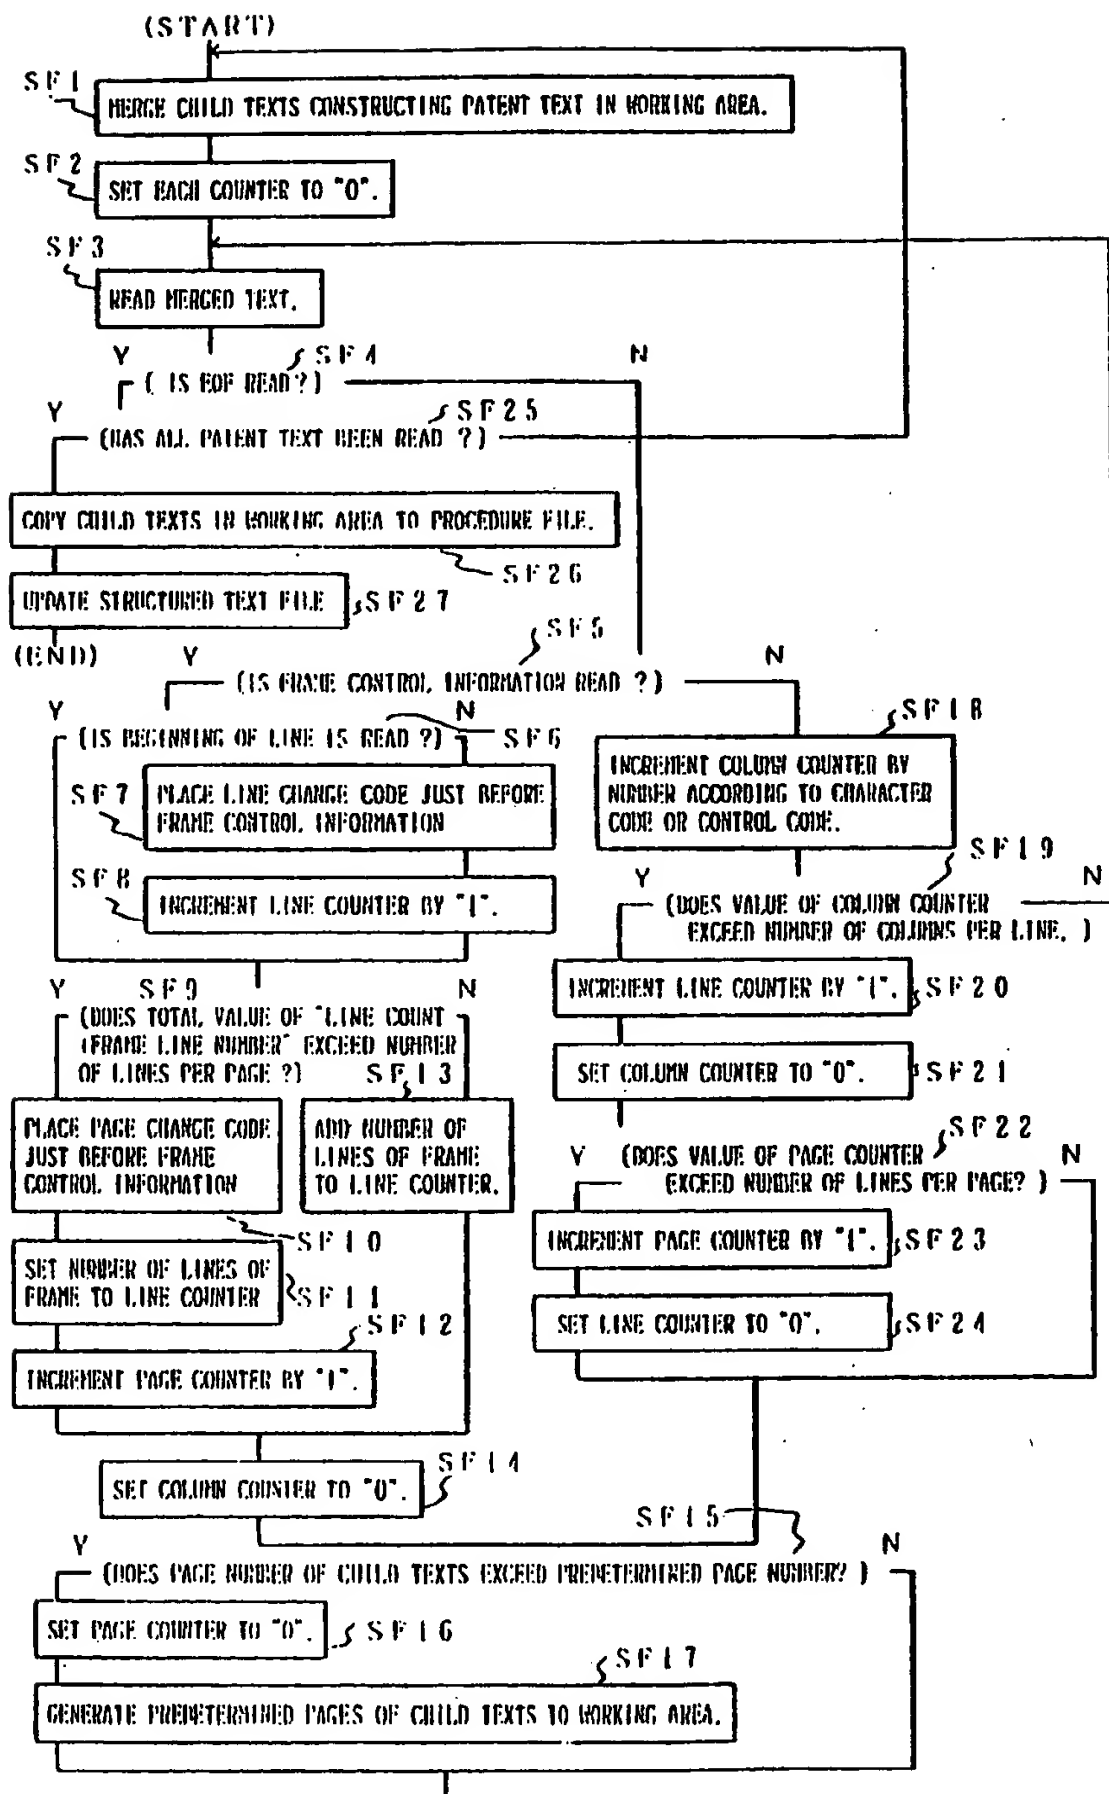 (START)
SF1
MERGE CHILD TEXTS CONSTRUCTING PATENT TEXT IN WORKING AREA.
SF2
SET EACH COUNTER TO "0".
SF3
READ MERGED TEXT.
Y SF4 N
( IS EOF READ?)
Y SF25
(HAS ALL PATENT TEXT BEEN READ ?)
COPY CHILD TEXTS IN WORKING AREA TO PROCEDURE FILE.
SF26
UPDATE STRUCTURED TEXT FILE SF27
(END)
Y SF5 N
(IS FRAME CONTROL INFORMATION READ ?)
Y N
(IS BEGINNING OF LINE IS READ ?) SF6
SF7
PLACE LINE CHANGE CODE JUST BEFORE
FRAME CONTROL INFORMATION
SF8
INCREMENT LINE COUNTER BY "1".
SF18
INCREMENT COLUMN COUNTER BY
NUMBER ACCORDING TO CHARACTER
CODE OR CONTROL CODE.
SF19
Y N
(DOES VALUE OF COLUMN COUNTER
EXCEED NUMBER OF COLUMNS PER LINE. )
INCREMENT LINE COUNTER BY "1". SF20
SET COLUMN COUNTER TO "0". SF21
Y SF9 N
(DOES TOTAL VALUE OF "LINE COUNT
+FRAME LINE NUMBER" EXCEED NUMBER
OF LINES PER PAGE ?)
SF13
PLACE PAGE CHANGE CODE
JUST BEFORE FRAME
CONTROL INFORMATION
SF10
ADD NUMBER OF
LINES OF FRAME
TO LINE COUNTER.
SET NUMBER OF LINES OF
FRAME TO LINE COUNTER
SF11
SF12
INCREMENT PAGE COUNTER BY "1".
SF22
Y N
(DOES VALUE OF PAGE COUNTER
EXCEED NUMBER OF LINES PER PAGE? )
INCREMENT PAGE COUNTER BY "1". SF23
SET LINE COUNTER TO "0". SF24
SET COLUMN COUNTER TO "0". SF14
SF15
Y N
(DOES PAGE NUMBER OF CHILD TEXTS EXCEED PREDETERMINED PAGE NUMBER? )
SET PAGE COUNTER TO "0". SF16
SF17
GENERATE PREDETERMINED PAGES OF CHILD TEXTS TO WORKING AREA.